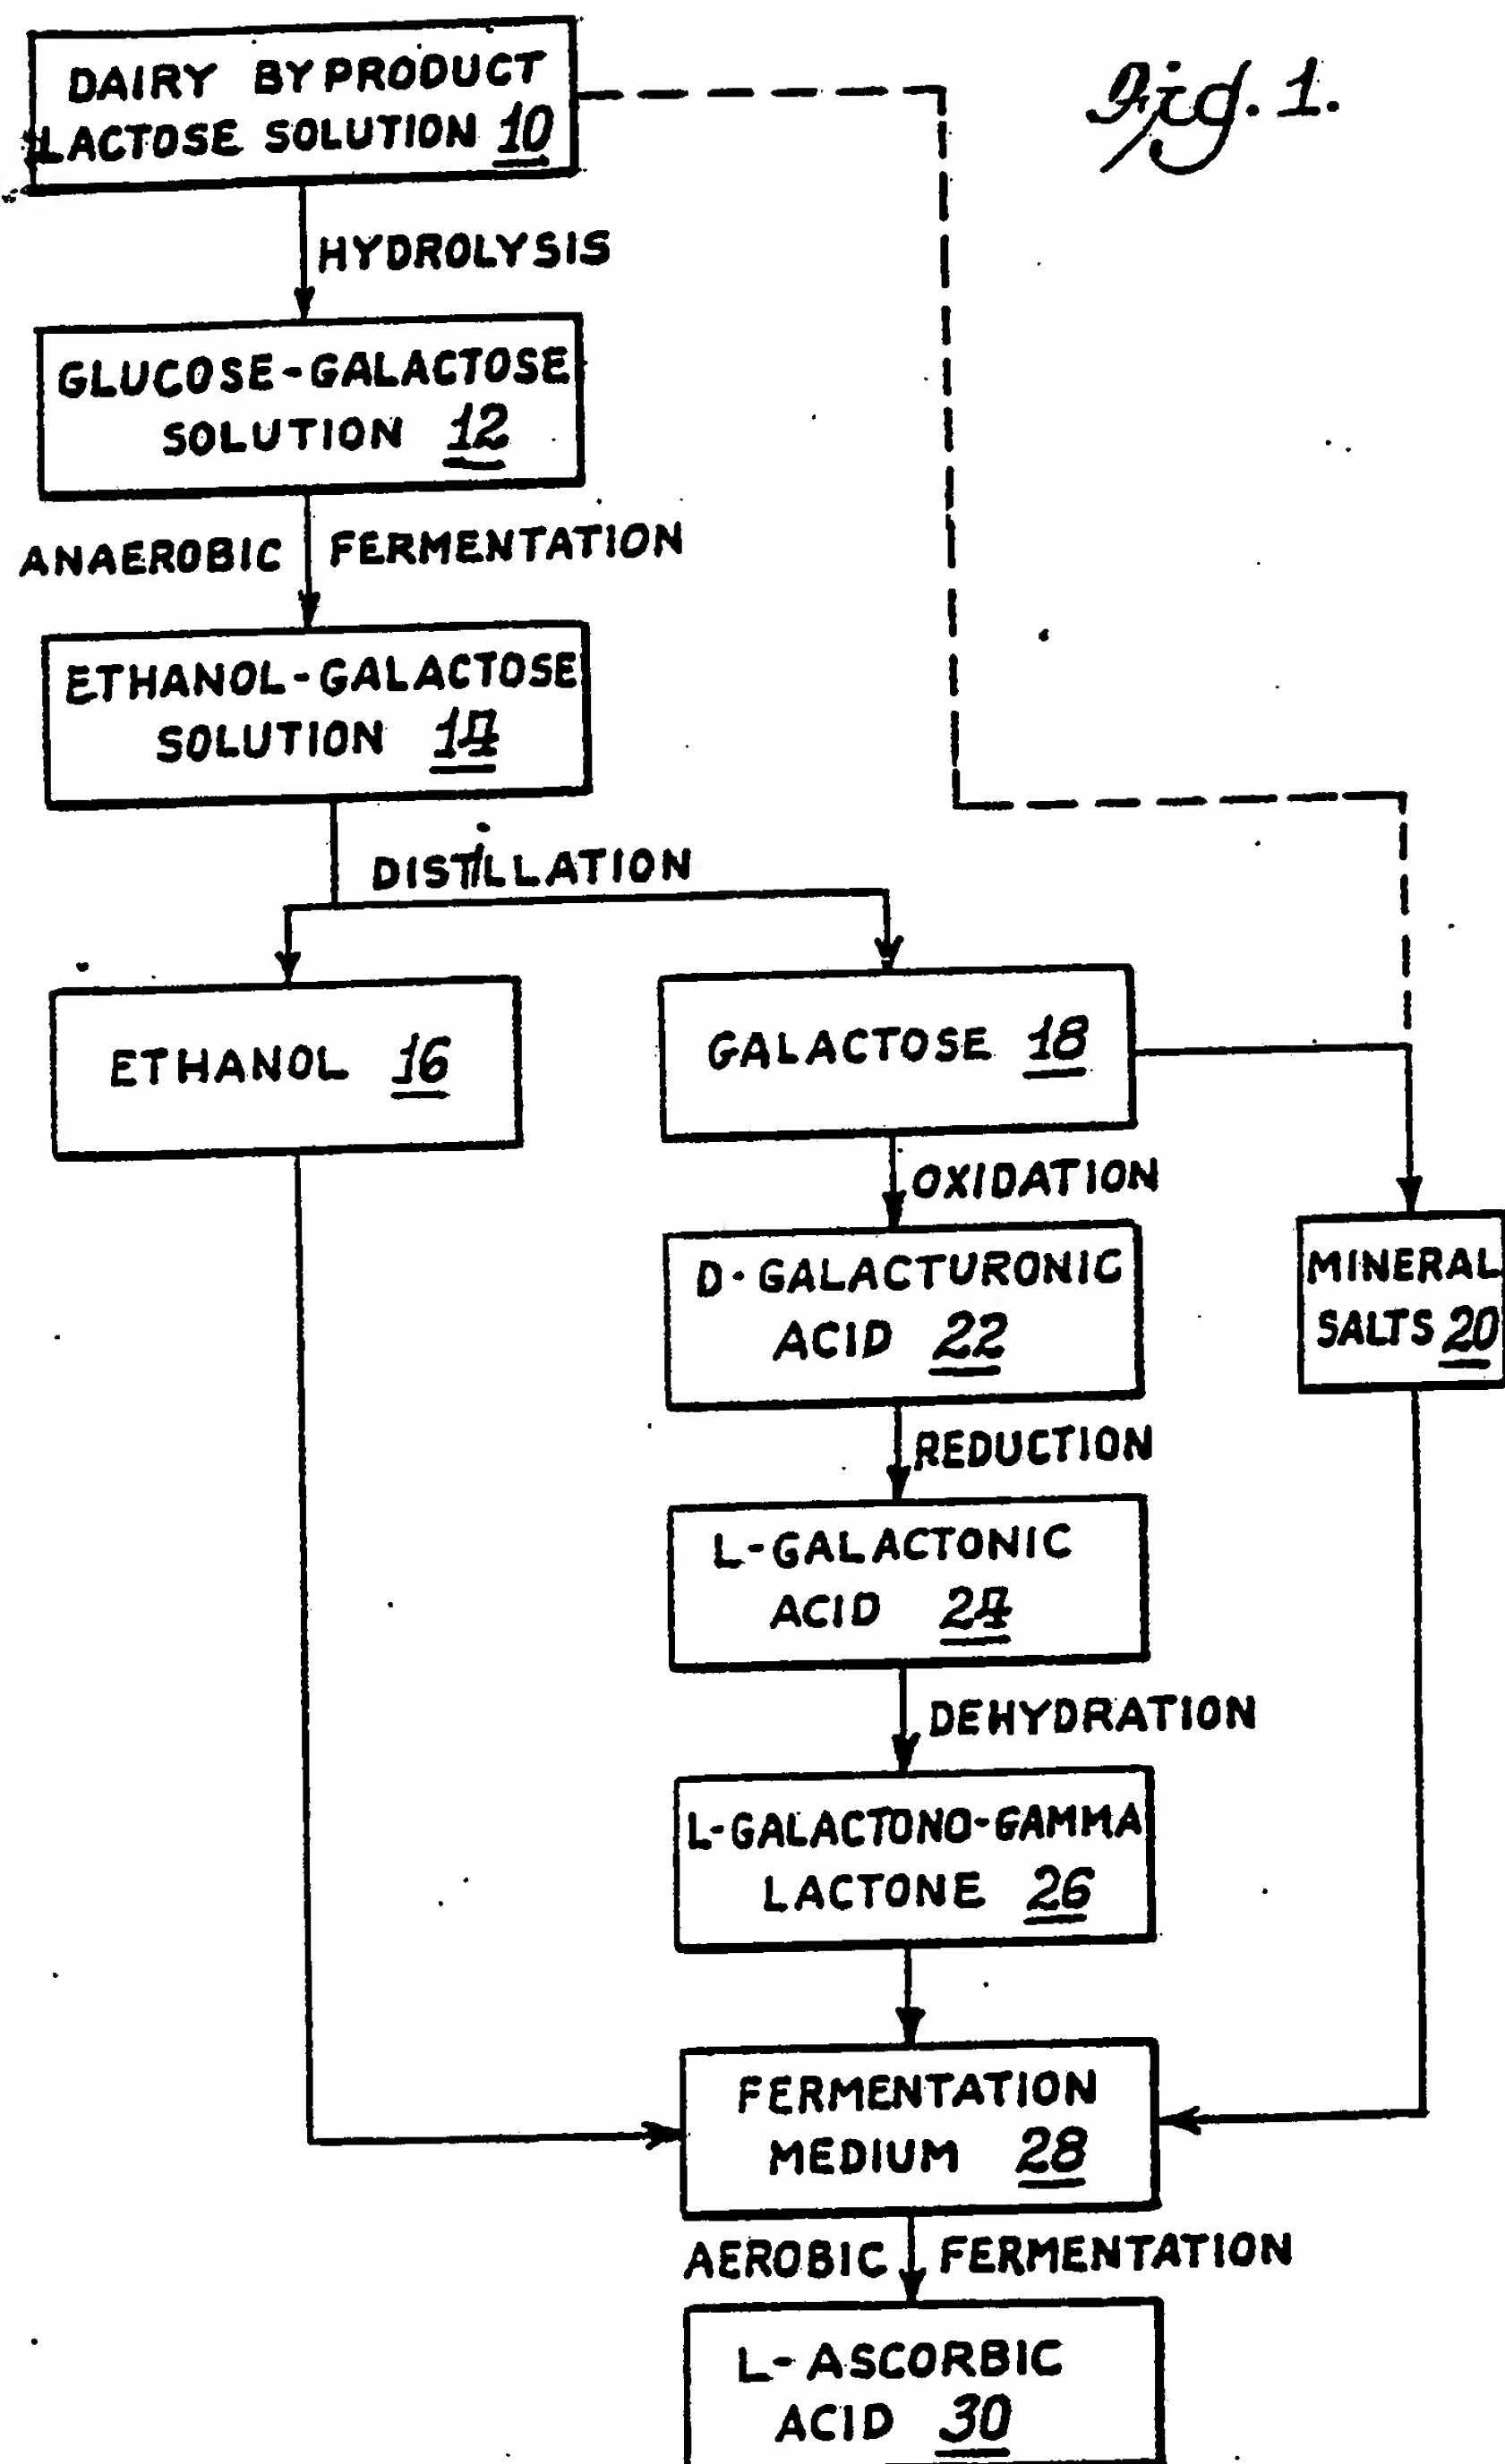 Fig. 1.
DAIRY BYPRODUCT
LACTOSE SOLUTION 10
HYDROLYSIS
GLUCOSE-GALACTOSE
SOLUTION 12
ANAEROBIC FERMENTATION
ETHANOL-GALACTOSE
SOLUTION 14
DISTILLATION
ETHANOL 16
GALACTOSE 18
OXIDATION
D-GALACTURONIC
ACID 22
MINERAL
SALTS 20
REDUCTION
L-GALACTONIC
ACID 24
DEHYDRATION
L-GALACTONO-GAMMA
LACTONE 26
FERMENTATION
MEDIUM 28
AEROBIC FERMENTATION
L-ASCORBIC
ACID 30